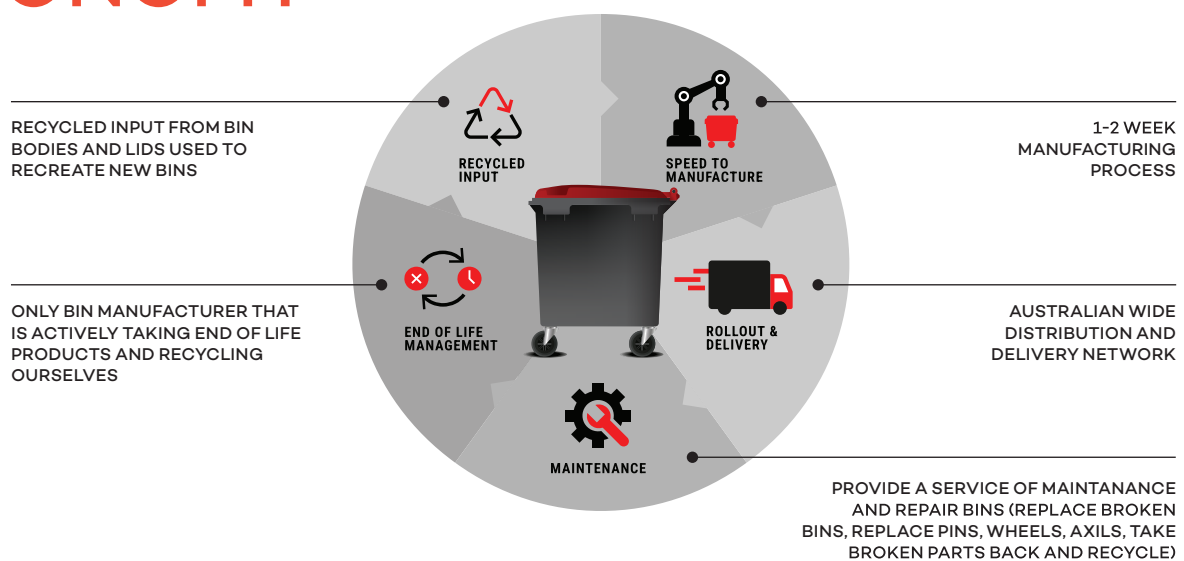 RECYCLED INPUT FROM BIN
BODIES AND LIDS USED TO
RECREATE NEW BINS
ONLY BIN MANUFACTURER THAT
IS ACTIVELY TAKING END OF LIFE
PRODUCTS AND RECYCLING
OURSELVES
RECYCLED
INPUT
SPEED TO
MANUFACTURE
END OF LIFE
MANAGEMENT
ROLLOUT &
DELIVERY
MAINTENANCE
1-2 WEEK
MANUFACTURING
PROCESS
AUSTRALIAN WIDE
DISTRIBUTION AND
DELIVERY NETWORK
PROVIDE A SERVICE OF MAINTANANCE
AND REPAIR BINS (REPLACE BROKEN
BINS, REPLACE PINS, WHEELS, AXILS, TAKE
BROKEN PARTS BACK AND RECYCLE)